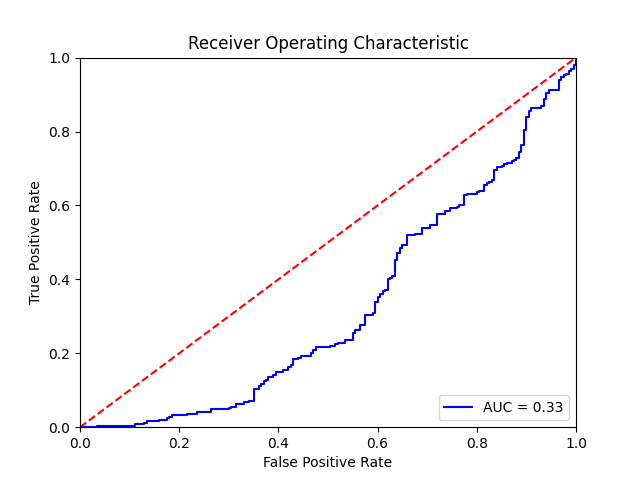 Receiver Operating Characteristic
True Positive Rate
1.0
0.8
0.6
0.4
0.2
0.0
AUC = 0.33
0.0 0.2 0.4 0.6 0.8 1.0
False Positive Rate